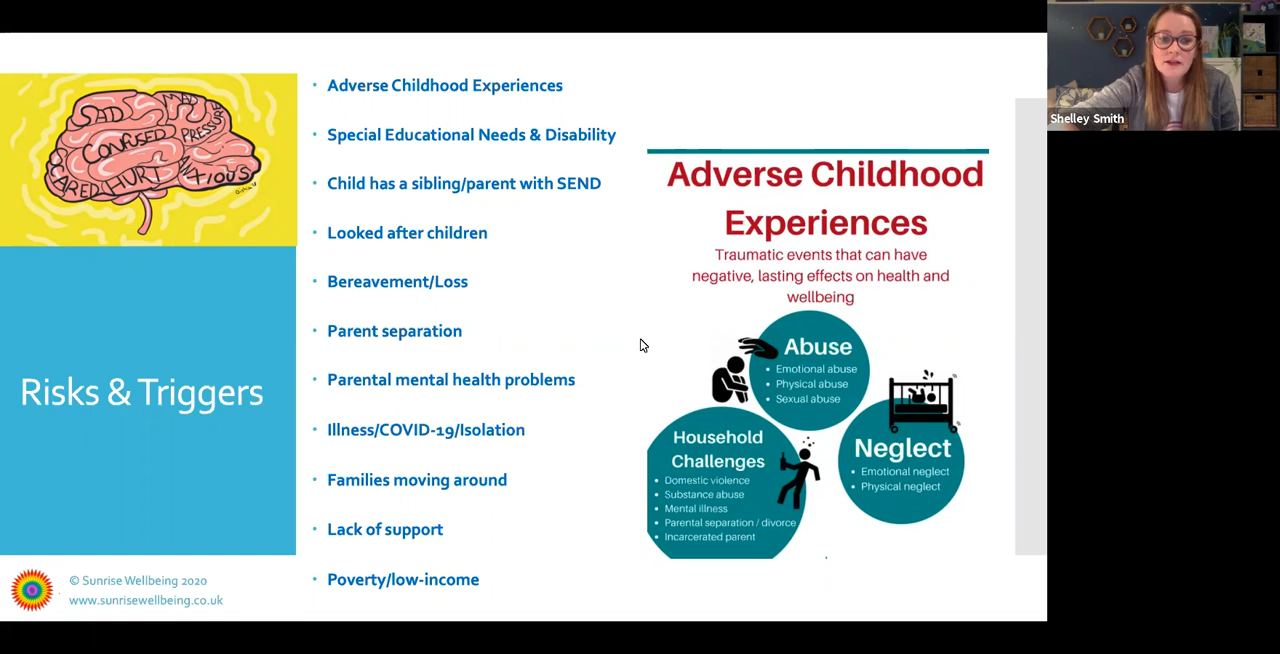 SAD
MAD
PRESSURE
CONFUSED
SCARED
HURT
ANXIOUS
Risks & Triggers
© Sunrise Wellbeing 2020
www.sunrisewellbeing.co.uk
• Adverse Childhood Experiences
• Special Educational Needs & Disability
• Child has a sibling/parent with SEND
• Looked after children
• Bereavement/Loss
• Parent separation
• Parental mental health problems
• Illness/COVID-19/Isolation
• Families moving around
• Lack of support
• Poverty/low-income
Adverse Childhood
Experiences
Traumatic events that can have
negative, lasting effects on health and
wellbeing
Abuse
• Emotional abuse
• Physical abuse
• Sexual abuse
Household
Challenges
• Domestic violence
• Substance abuse
• Mental illness
• Parental separation / divorce
• Incarcerated parent
Neglect
• Emotional neglect
• Physical neglect
Shelley Smith